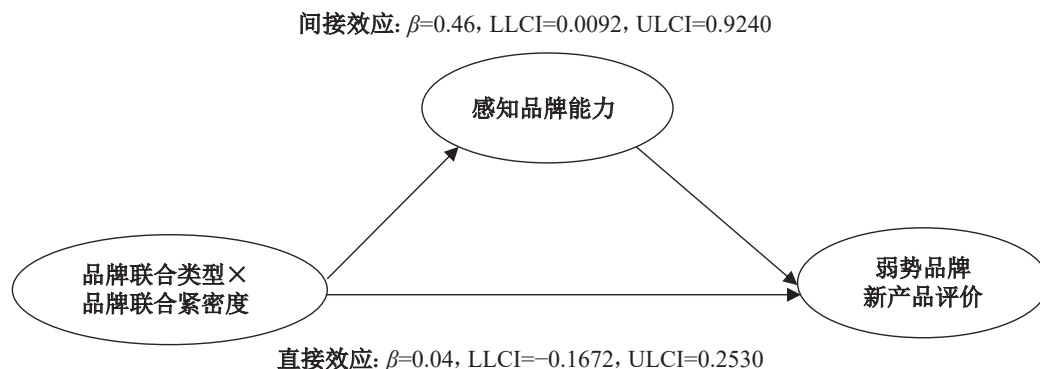 间接效应: β=0.46, LLCI=0.0092, ULCI=0.9240
感知品牌能力
品牌联合类型×
品牌联合紧密度
弱势品牌
新产品评价
直接效应: β=0.04, LLCI=−0.1672, ULCI=0.2530